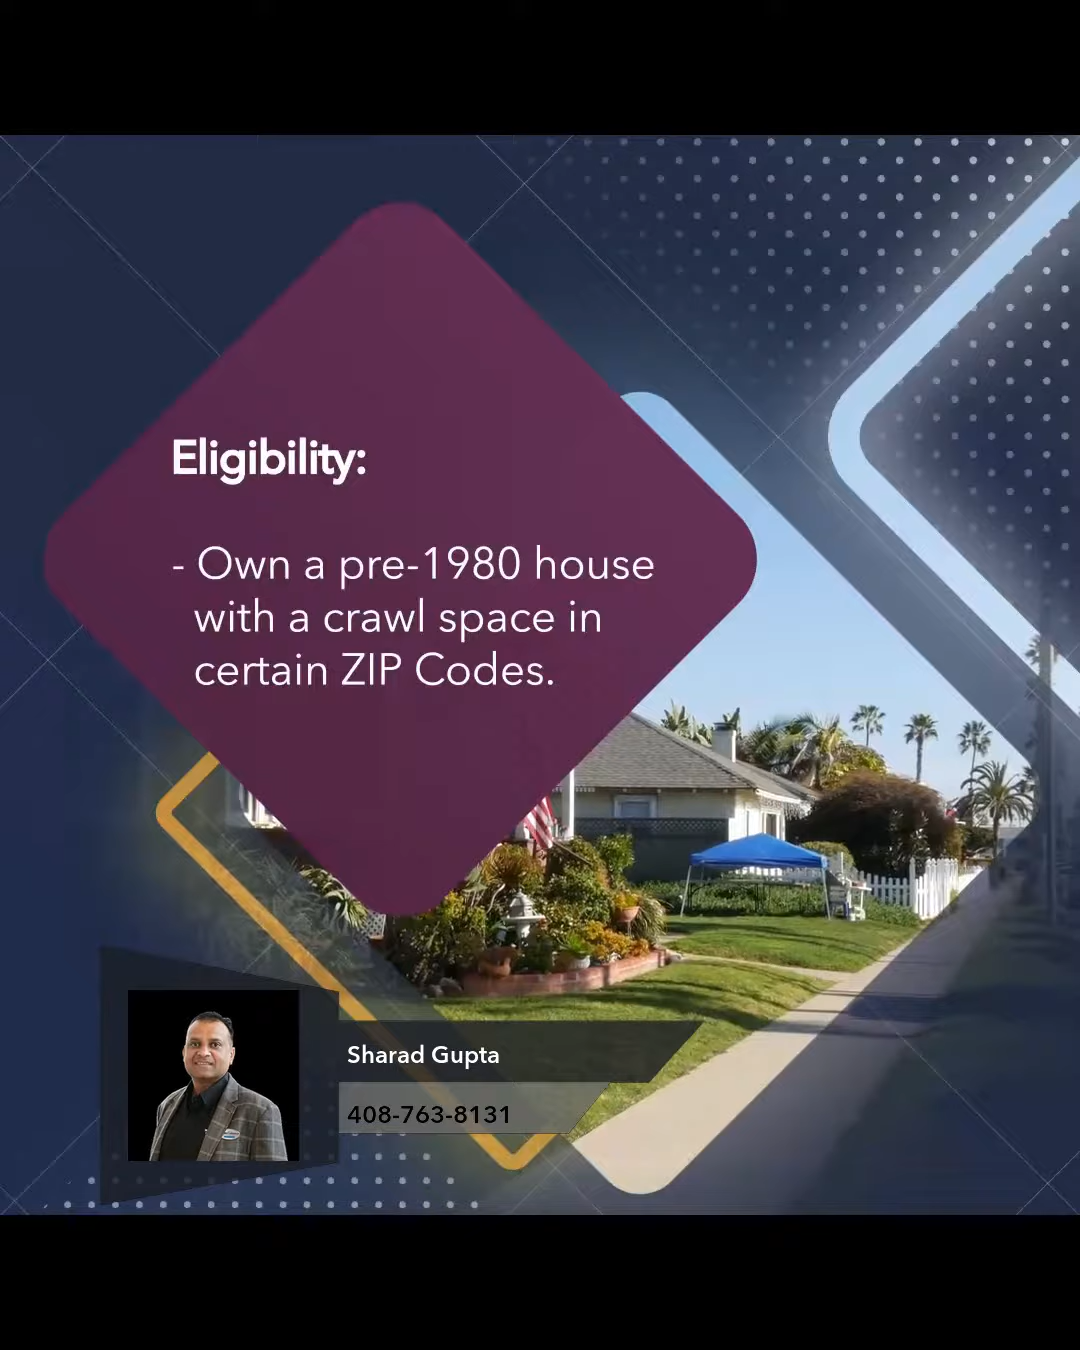 Eligibility:
- Own a pre-1980 house
with a crawl space in
certain ZIP Codes.
Sharad Gupta
408-763-8131